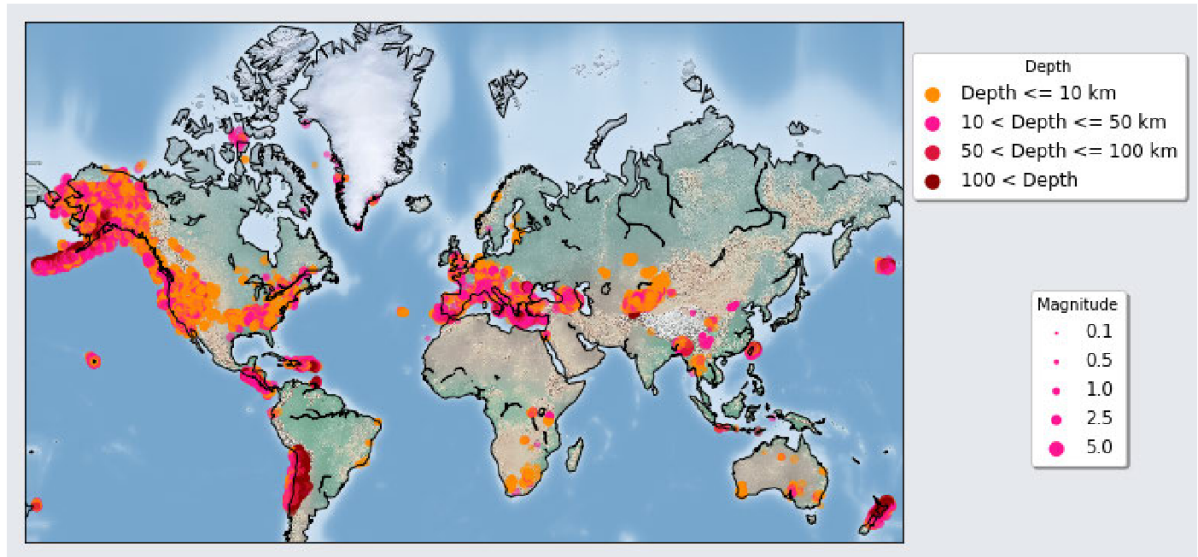 Depth
Depth <= 10 km
10 < Depth <= 50 km
50 < Depth <= 100 km
100 < Depth
Magnitude
0.1
0.5
1.0
2.5
5.0